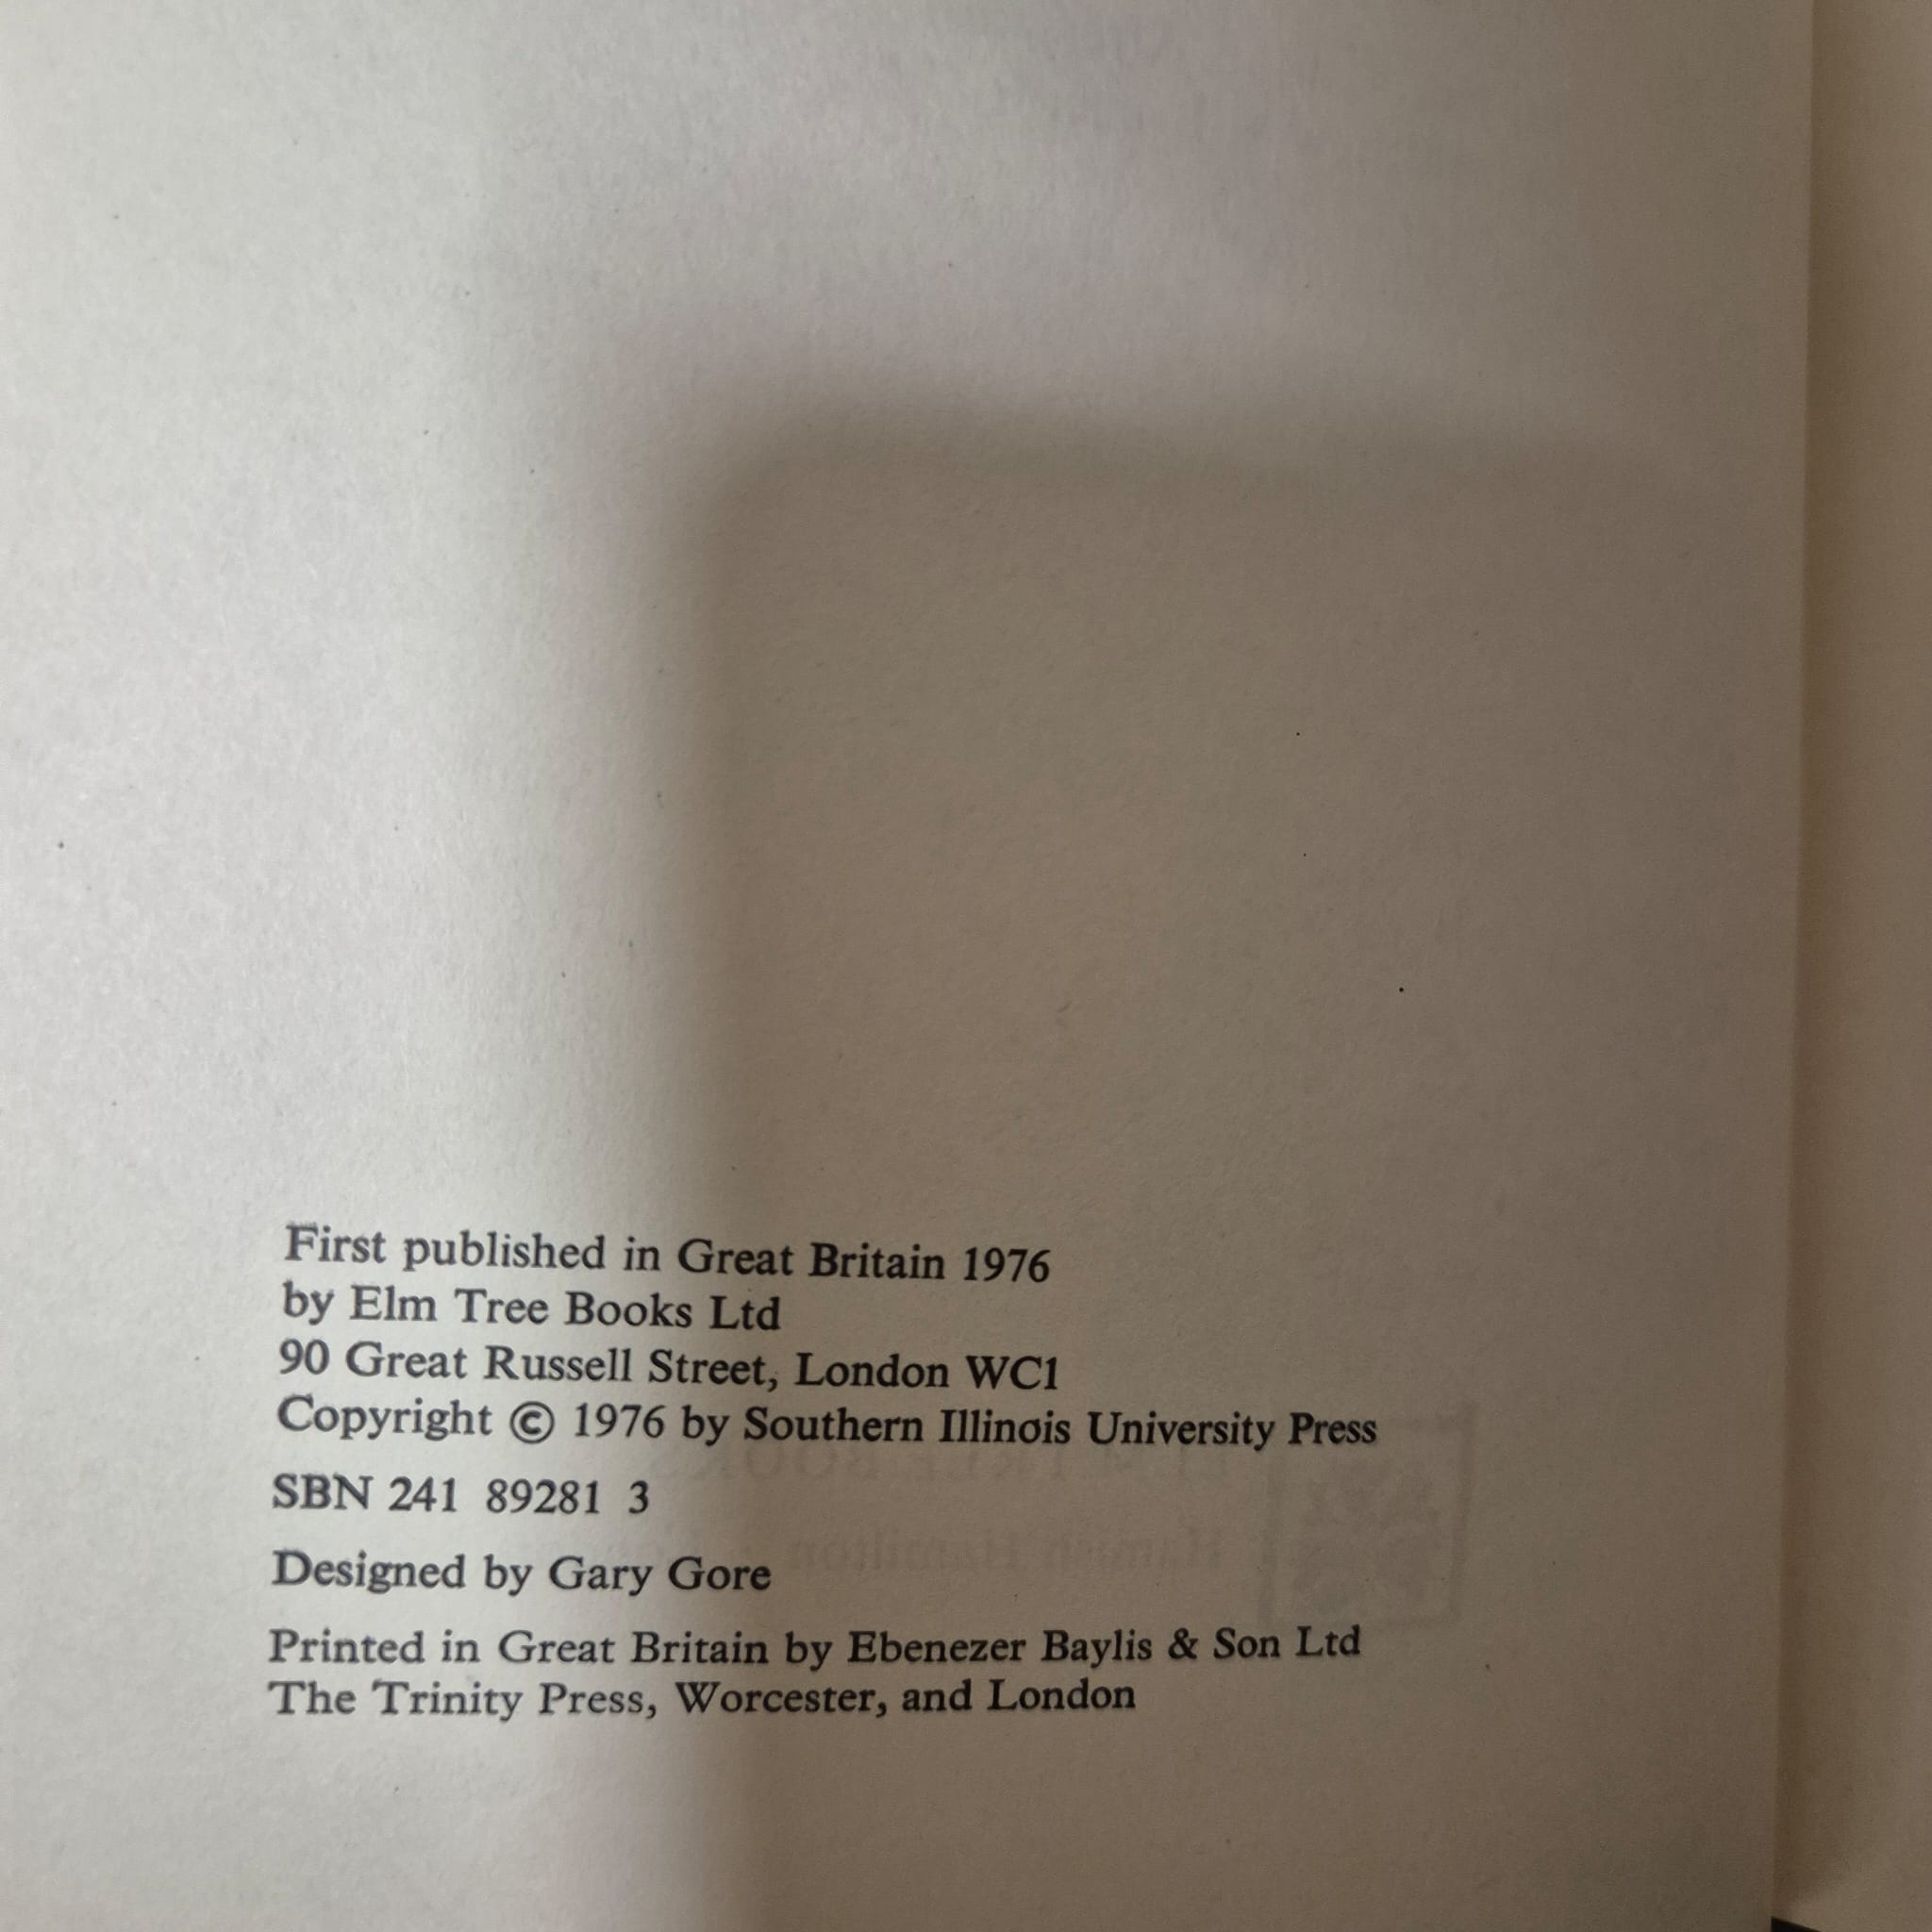 First published in Great Britain 1976
by Elm Tree Books Ltd
90 Great Russell Street, London WC1
Copyright © 1976 by Southern Illinois University Press
SBN 241 89281 3
Designed by Gary Gore
Printed in Great Britain by Ebenezer Baylis & Son Ltd
The Trinity Press, Worcester, and London